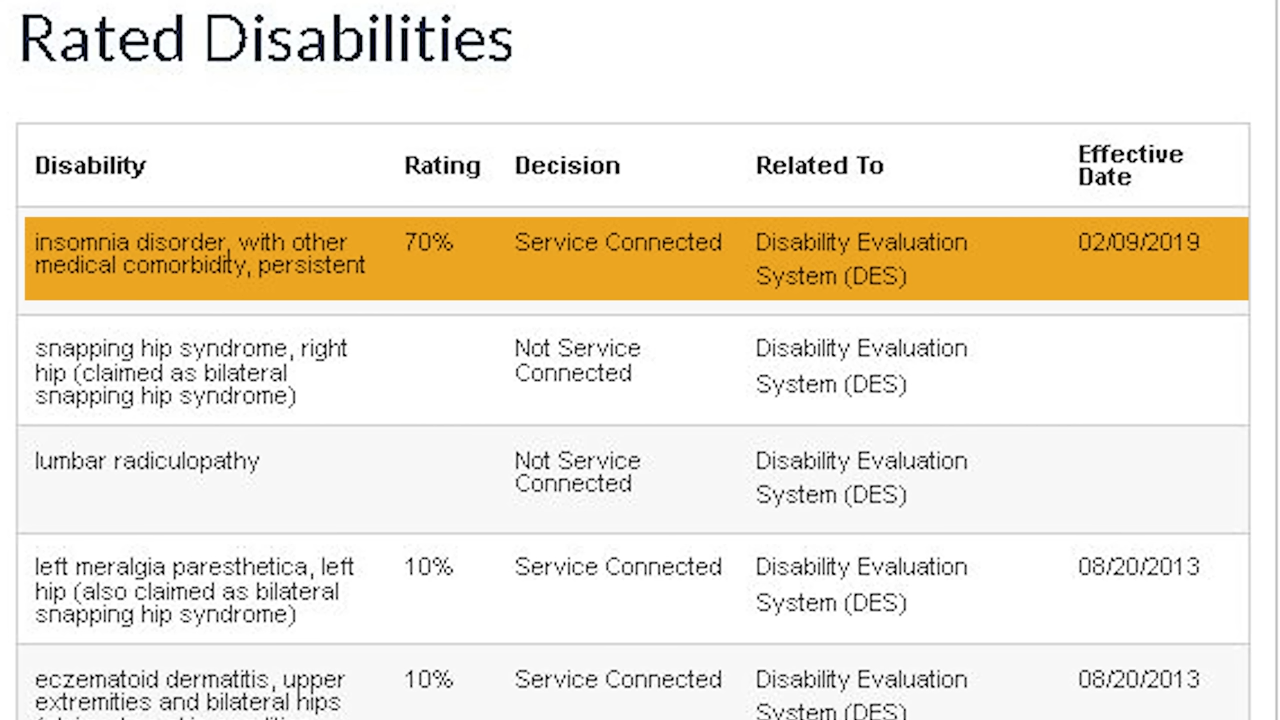 Rated Disabilities
Disability Rating Decision Related To Effective Date
insomnia disorder, with other 70% Service Connected Disability Evaluation 02/09/2019
medical comorbidity, persistent System (DES)
snapping hip syndrome, right Not Service Disability Evaluation
hip (claimed as bilateral Connected System (DES)
snapping hip syndrome)
lumbar radiculopathy Not Service Disability Evaluation
Connected System (DES)
left meralgia paresthetica, left 10% Service Connected Disability Evaluation 08/20/2013
hip (also claimed as bilateral System (DES)
snapping hip syndrome)
eczematoid dermatitis, upper 10% Service Connected Disability Evaluation 08/20/2013
extremities and bilateral hips System (DES)